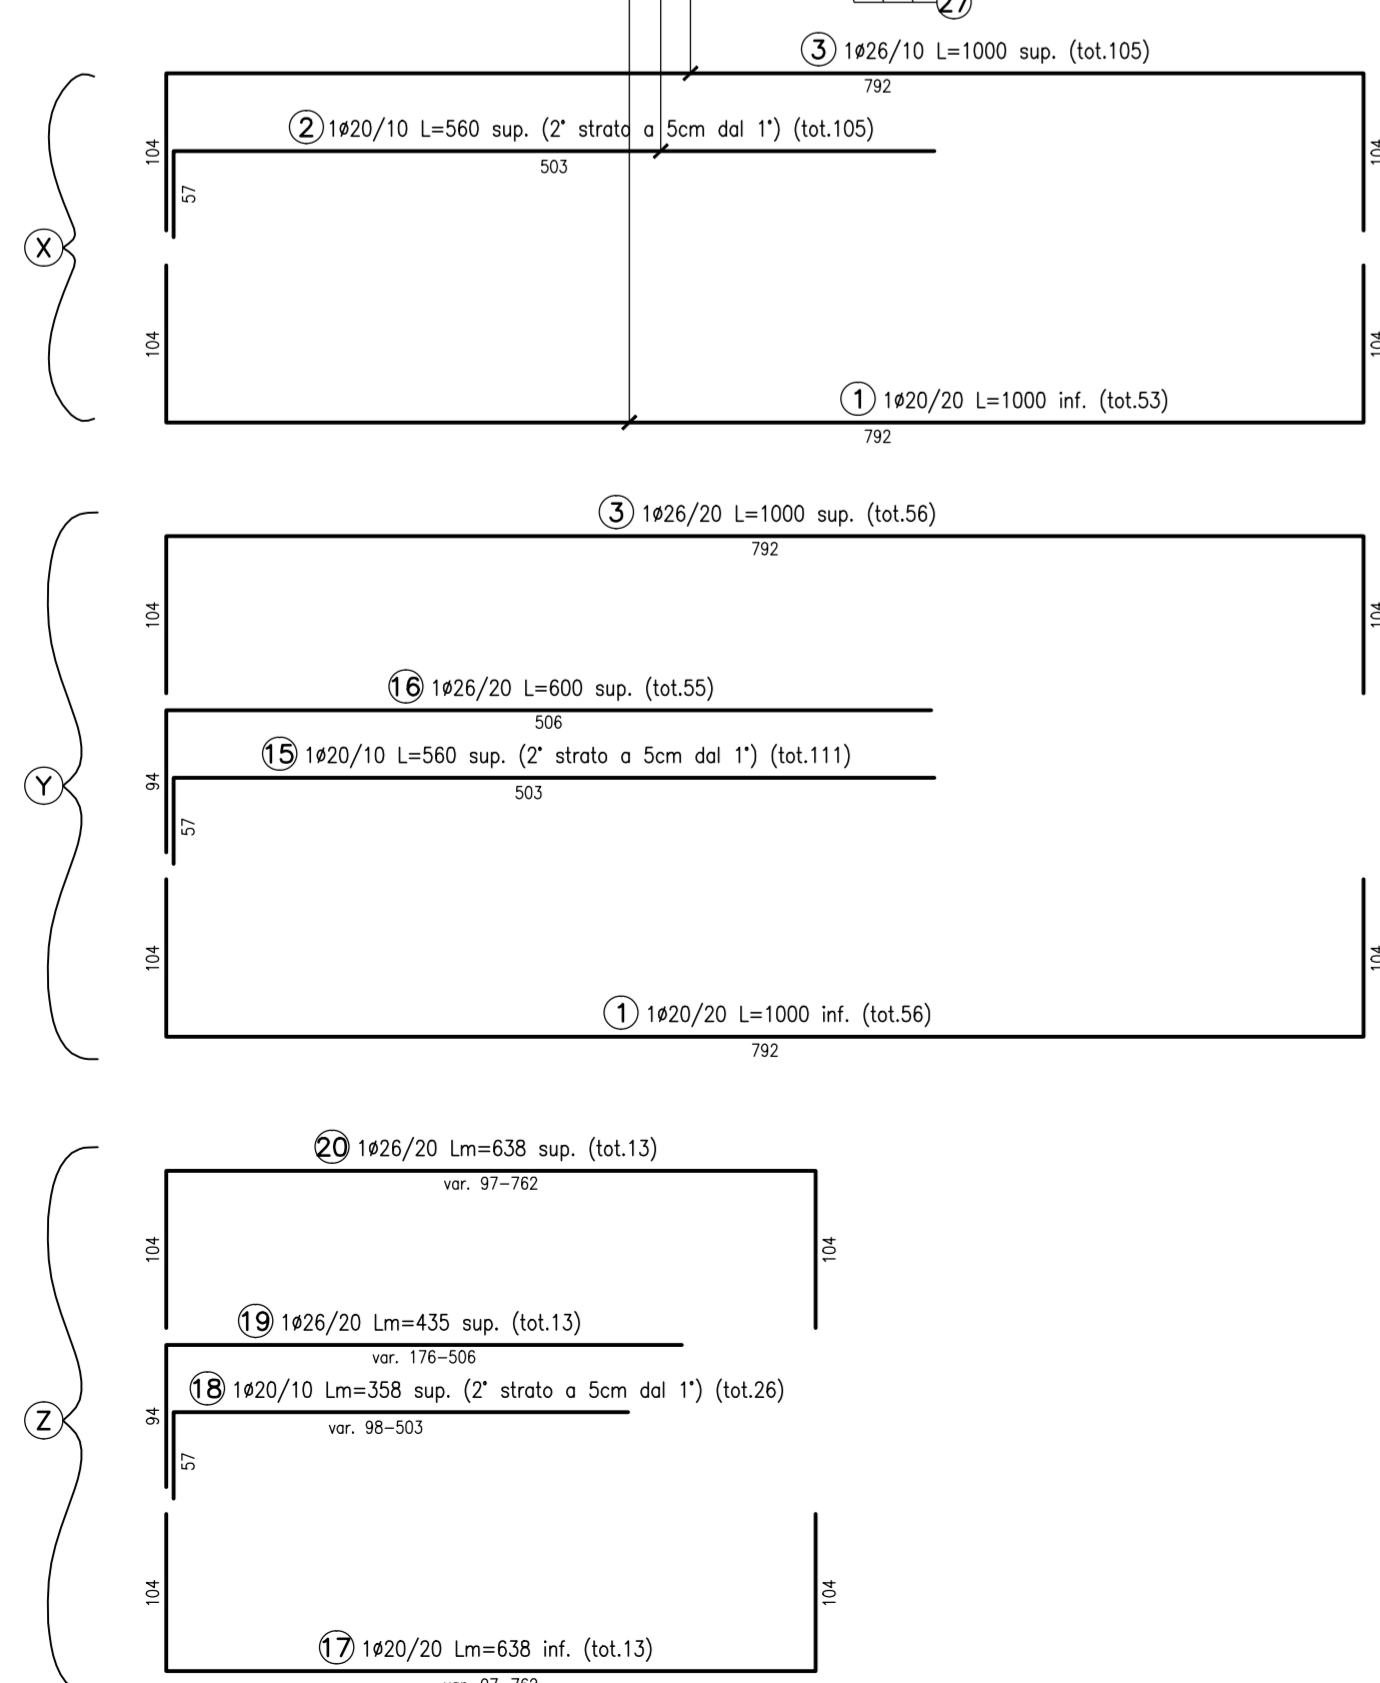 27
3 1ø26/10 L=1000 sup. (tot.105)
792
2 1ø20/10 L=560 sup. (2° strato a 5cm dal 1°) (tot.105)
503
104
57
104
X
104
104
1 1ø20/20 L=1000 inf. (tot.53)
792
3 1ø26/20 L=1000 sup. (tot.56)
792
104
104
16 1ø26/20 L=600 sup. (tot.55)
506
15 1ø20/10 L=560 sup. (2° strato a 5cm dal 1°) (tot.111)
503
94
57
Y
104
104
1 1ø20/20 L=1000 inf. (tot.56)
792
20 1ø26/20 Lm=638 sup. (tot.13)
var. 97-762
104
104
19 1ø26/20 Lm=435 sup. (tot.13)
var. 176-506
18 1ø20/10 Lm=358 sup. (2° strato a 5cm dal 1°) (tot.26)
var. 98-503
94
57
Z
104
104
17 1ø20/20 Lm=638 inf. (tot.13)
var. 97-762